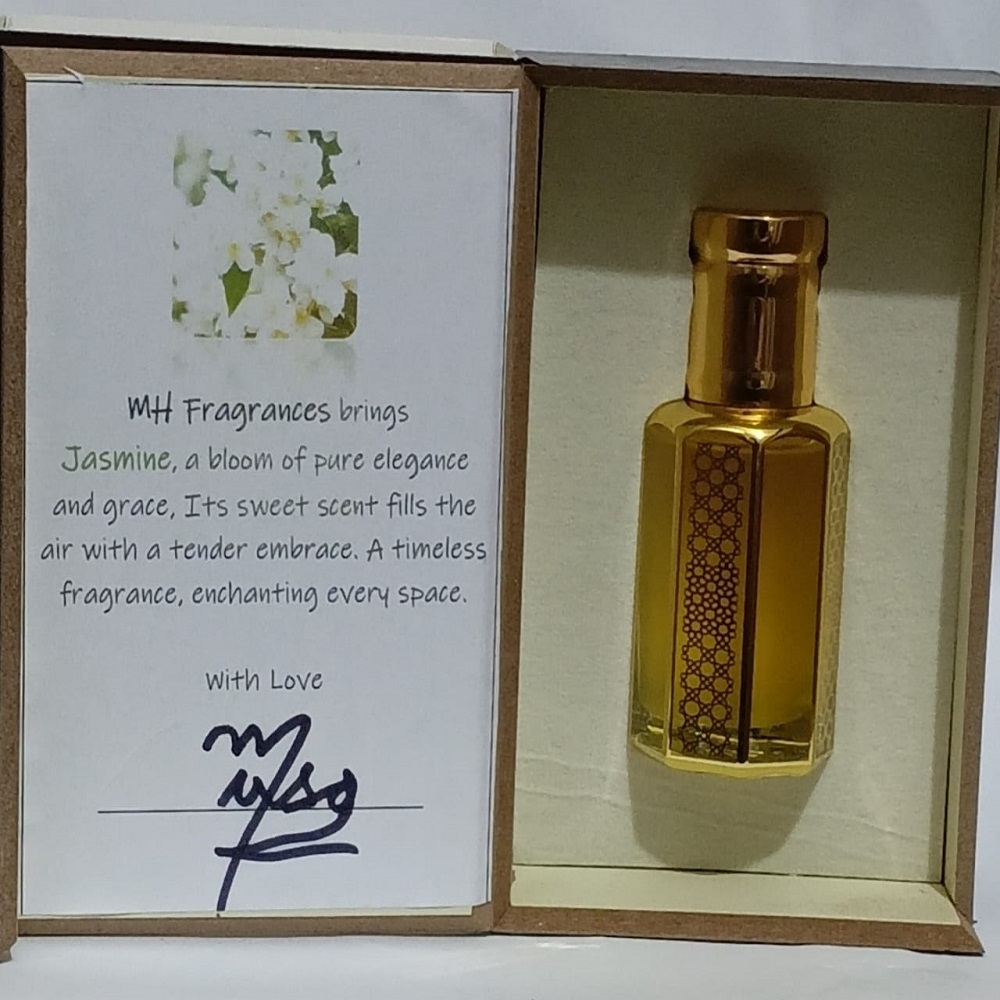 MH Fragrances brings
Jasmine, a bloom of pure elegance
and grace, Its sweet scent fills the
air with a tender embrace. A timeless
fragrance, enchanting every space.
With Love